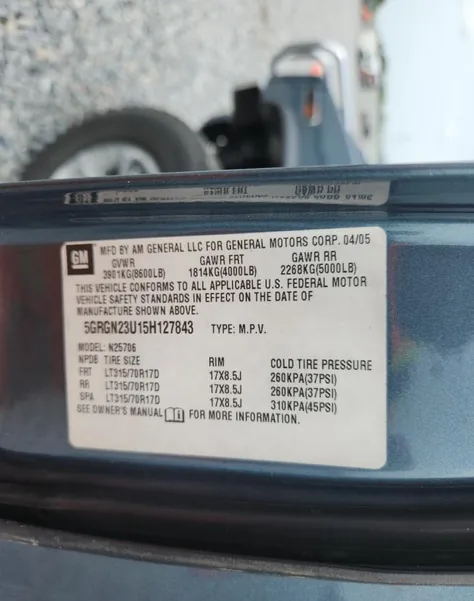 GM
MFD BY AM GENERAL LLC FOR GENERAL MOTORS CORP. 04/05
GVWR GAWR FRT GAWR RR
3901KG(8600LB) 1814KG(4000LB) 2268KG(5000LB)
THIS VEHICLE CONFORMS TO ALL APPLICABLE U.S. FEDERAL MOTOR
VEHICLE SAFETY STANDARDS IN EFFECT ON THE DATE OF
MANUFACTURE SHOWN ABOVE.
5GRGN23U15H127843 TYPE: M.P.V.
MODEL: N25706
NPDB TIRE SIZE RIM COLD TIRE PRESSURE
FRT LT315/70R17D 17X8.5J 260KPA(37PSI)
RR LT315/70R17D 17X8.5J 260KPA(37PSI)
SPA LT315/70R17D 17X8.5J 310KPA(45PSI)
SEE OWNER'S MANUAL FOR MORE INFORMATION.